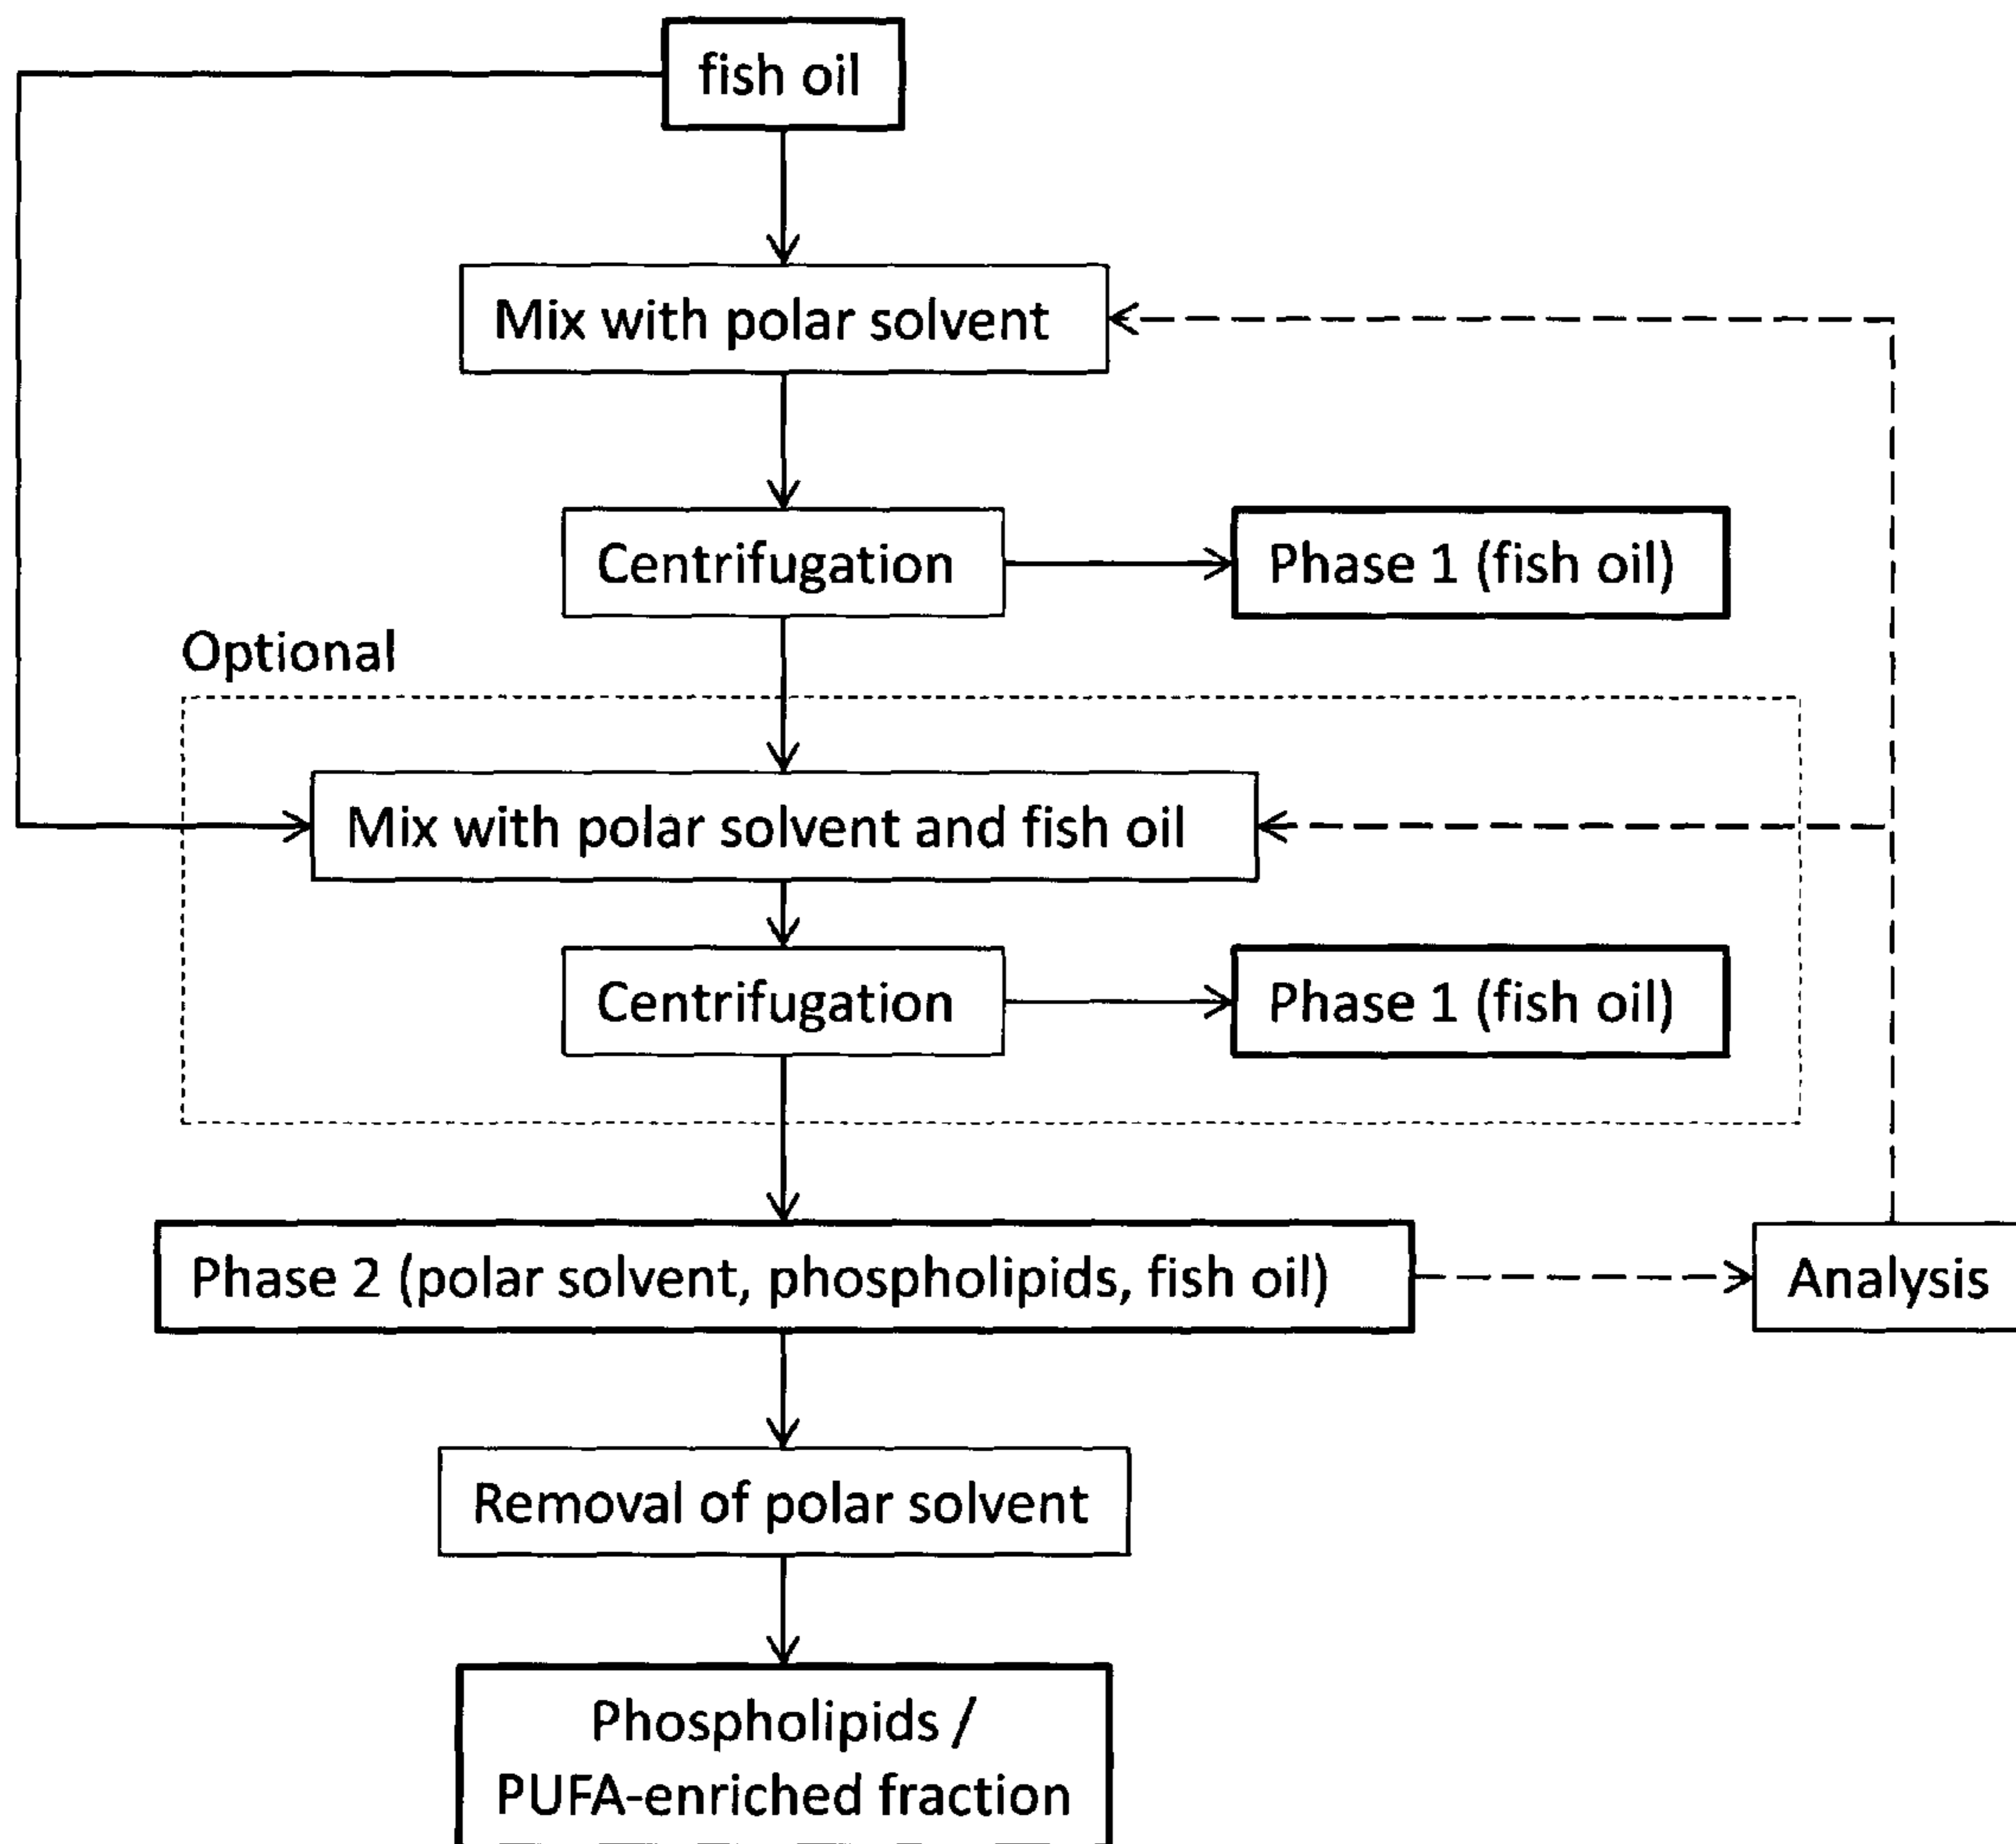 fish oil
Mix with polar solvent
Centrifugation
Phase 1 (fish oil)
Optional
Mix with polar solvent and fish oil
Centrifugation
Phase 1 (fish oil)
Phase 2 (polar solvent, phospholipids, fish oil)
Analysis
Removal of polar solvent
Phospholipids /
PUFA-enriched fraction